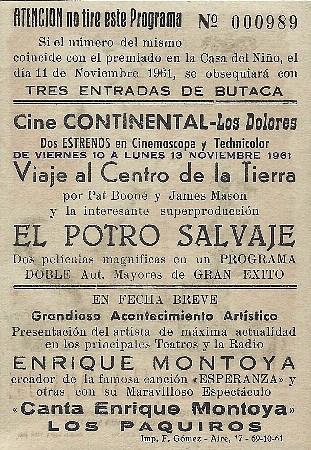 ATENCION no tire este Programa Nº 000989
Si el número del mismo
coincide con el premiado en la Casa del Niño, el
día 11 de Noviembre 1961, se obsequiará con
TRES ENTRADAS DE BUTACA
Cine CONTINENTAL-Los Dolores
Dos ESTRENOS en Cinemascope y Technicolor
DE VIERNES 10 A LUNES 13 NOVIEMBRE 1961
Viaje al Centro de la Tierra
por Pat Boone y James Mason
y la interesante superproducción
EL POTRO SALVAJE
Dos películas magníficas en un PROGRAMA
DOBLE Aut. Mayores de GRAN EXITO
EN FECHA BREVE
Grandioso Acontecimiento Artístico
Presentación del artista de máxima actualidad
en los principales Teatros y la Radio
ENRIQUE MONTOYA
creador de la famosa canción «ESPERANZA» y
otras con su Maravilloso Espectáculo
«Canta Enrique Montoya»
LOS PAQUIROS
Imp. F. Gómez - Aire, 17 - 69-10-61